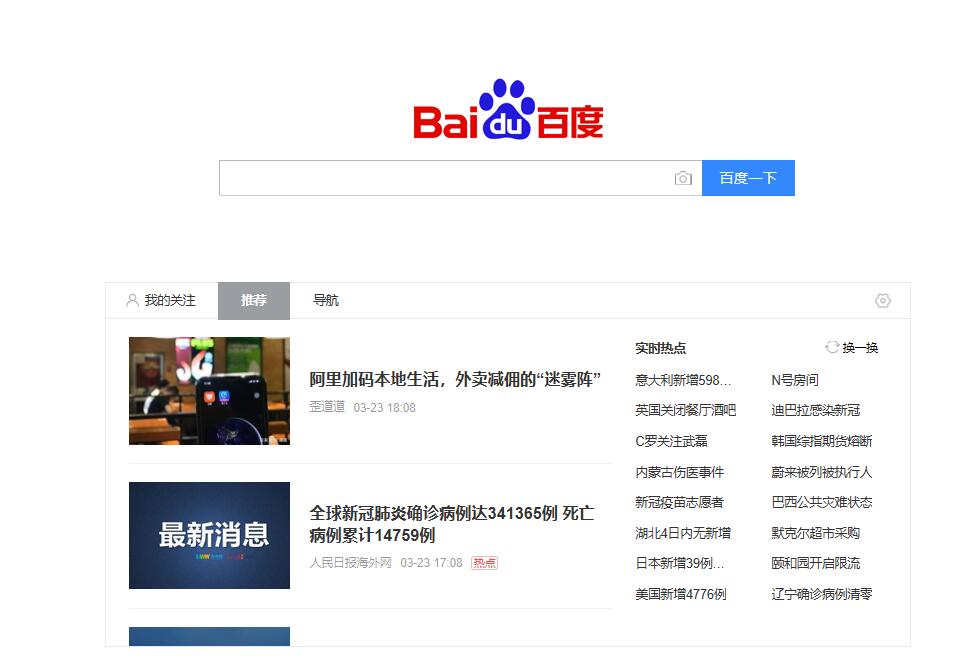 Bai du 百度
百度一下
我的关注 推荐 导航
5G
阿里加码本地生活，外卖减佣的“迷雾阵”
歪道道 03-23 18:08
最新消息
全球新冠肺炎确诊病例达341365例 死亡
病例累计14759例
人民日报海外网 03-23 17:08 热点
实时热点 换一换
意大利新增598... N号房间
英国关闭餐厅酒吧 迪巴拉感染新冠
C罗关注武磊 韩国综指期货熔断
内蒙古伤医事件 蔚来被列被执行人
新冠疫苗志愿者 巴西公共灾难状态
湖北4日内无新增 默克尔超市采购
日本新增39例... 颐和园开启限流
美国新增4776例 辽宁确诊病例清零